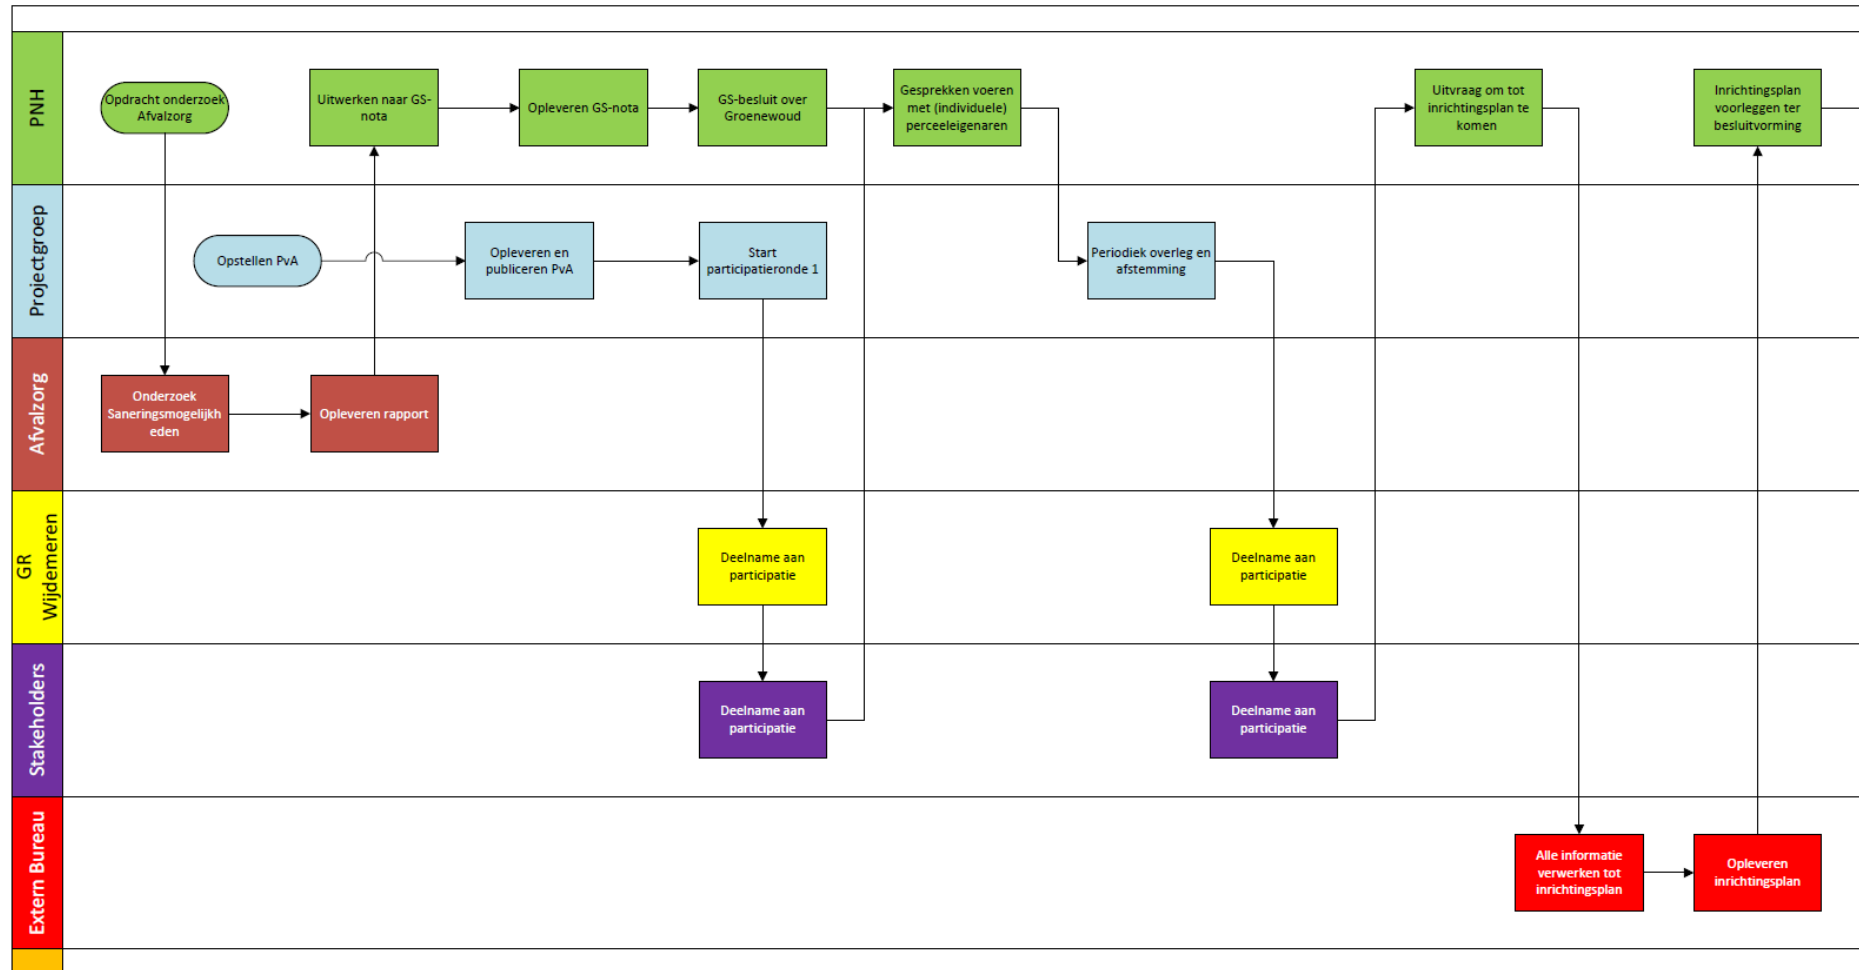 PNH
Opdracht onderzoek
Afvalzorg
Uitwerken naar GS-
nota
Opleveren GS-nota
GS-besluit over
Groenewoud
Gesprekken voeren
met (individuele)
perceeleigenaren
Uitvraag om tot
inrichtingsplan te
komen
Inrichtingsplan
voorleggen ter
besluitvorming
Projectgroep
Opstellen PvA
Opleveren en
publiceren PvA
Start
participatieronde 1
Periodiek overleg en
afstemming
Afvalzorg
Onderzoek
Saneringsmogelijkh
eden
Opleveren rapport
GR
Wijdemeren
Deelname aan
participatie
Deelname aan
participatie
Stakeholders
Deelname aan
participatie
Deelname aan
participatie
Extern Bureau
Alle informatie
verwerken tot
inrichtingsplan
Opleveren
inrichtingsplan